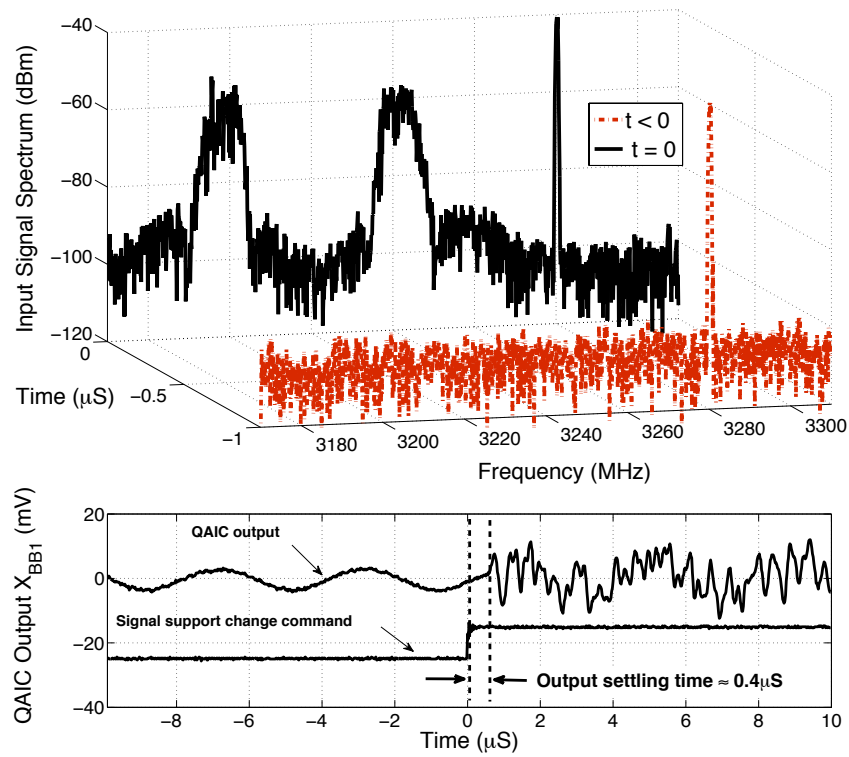 Input Signal Spectrum (dBm)
−40
−60
−80
−100
−120
0
−0.5
−1
Time (μS)
t < 0
t = 0
3180
3200
3220
3240
3260
3280
3300
Frequency (MHz)
QAIC Output X_BB1 (mV)
20
0
−20
−40
QAIC output
Signal support change command
Output settling time ≈ 0.4μS
−8
−6
−4
−2
0
2
4
6
8
10
Time (μS)